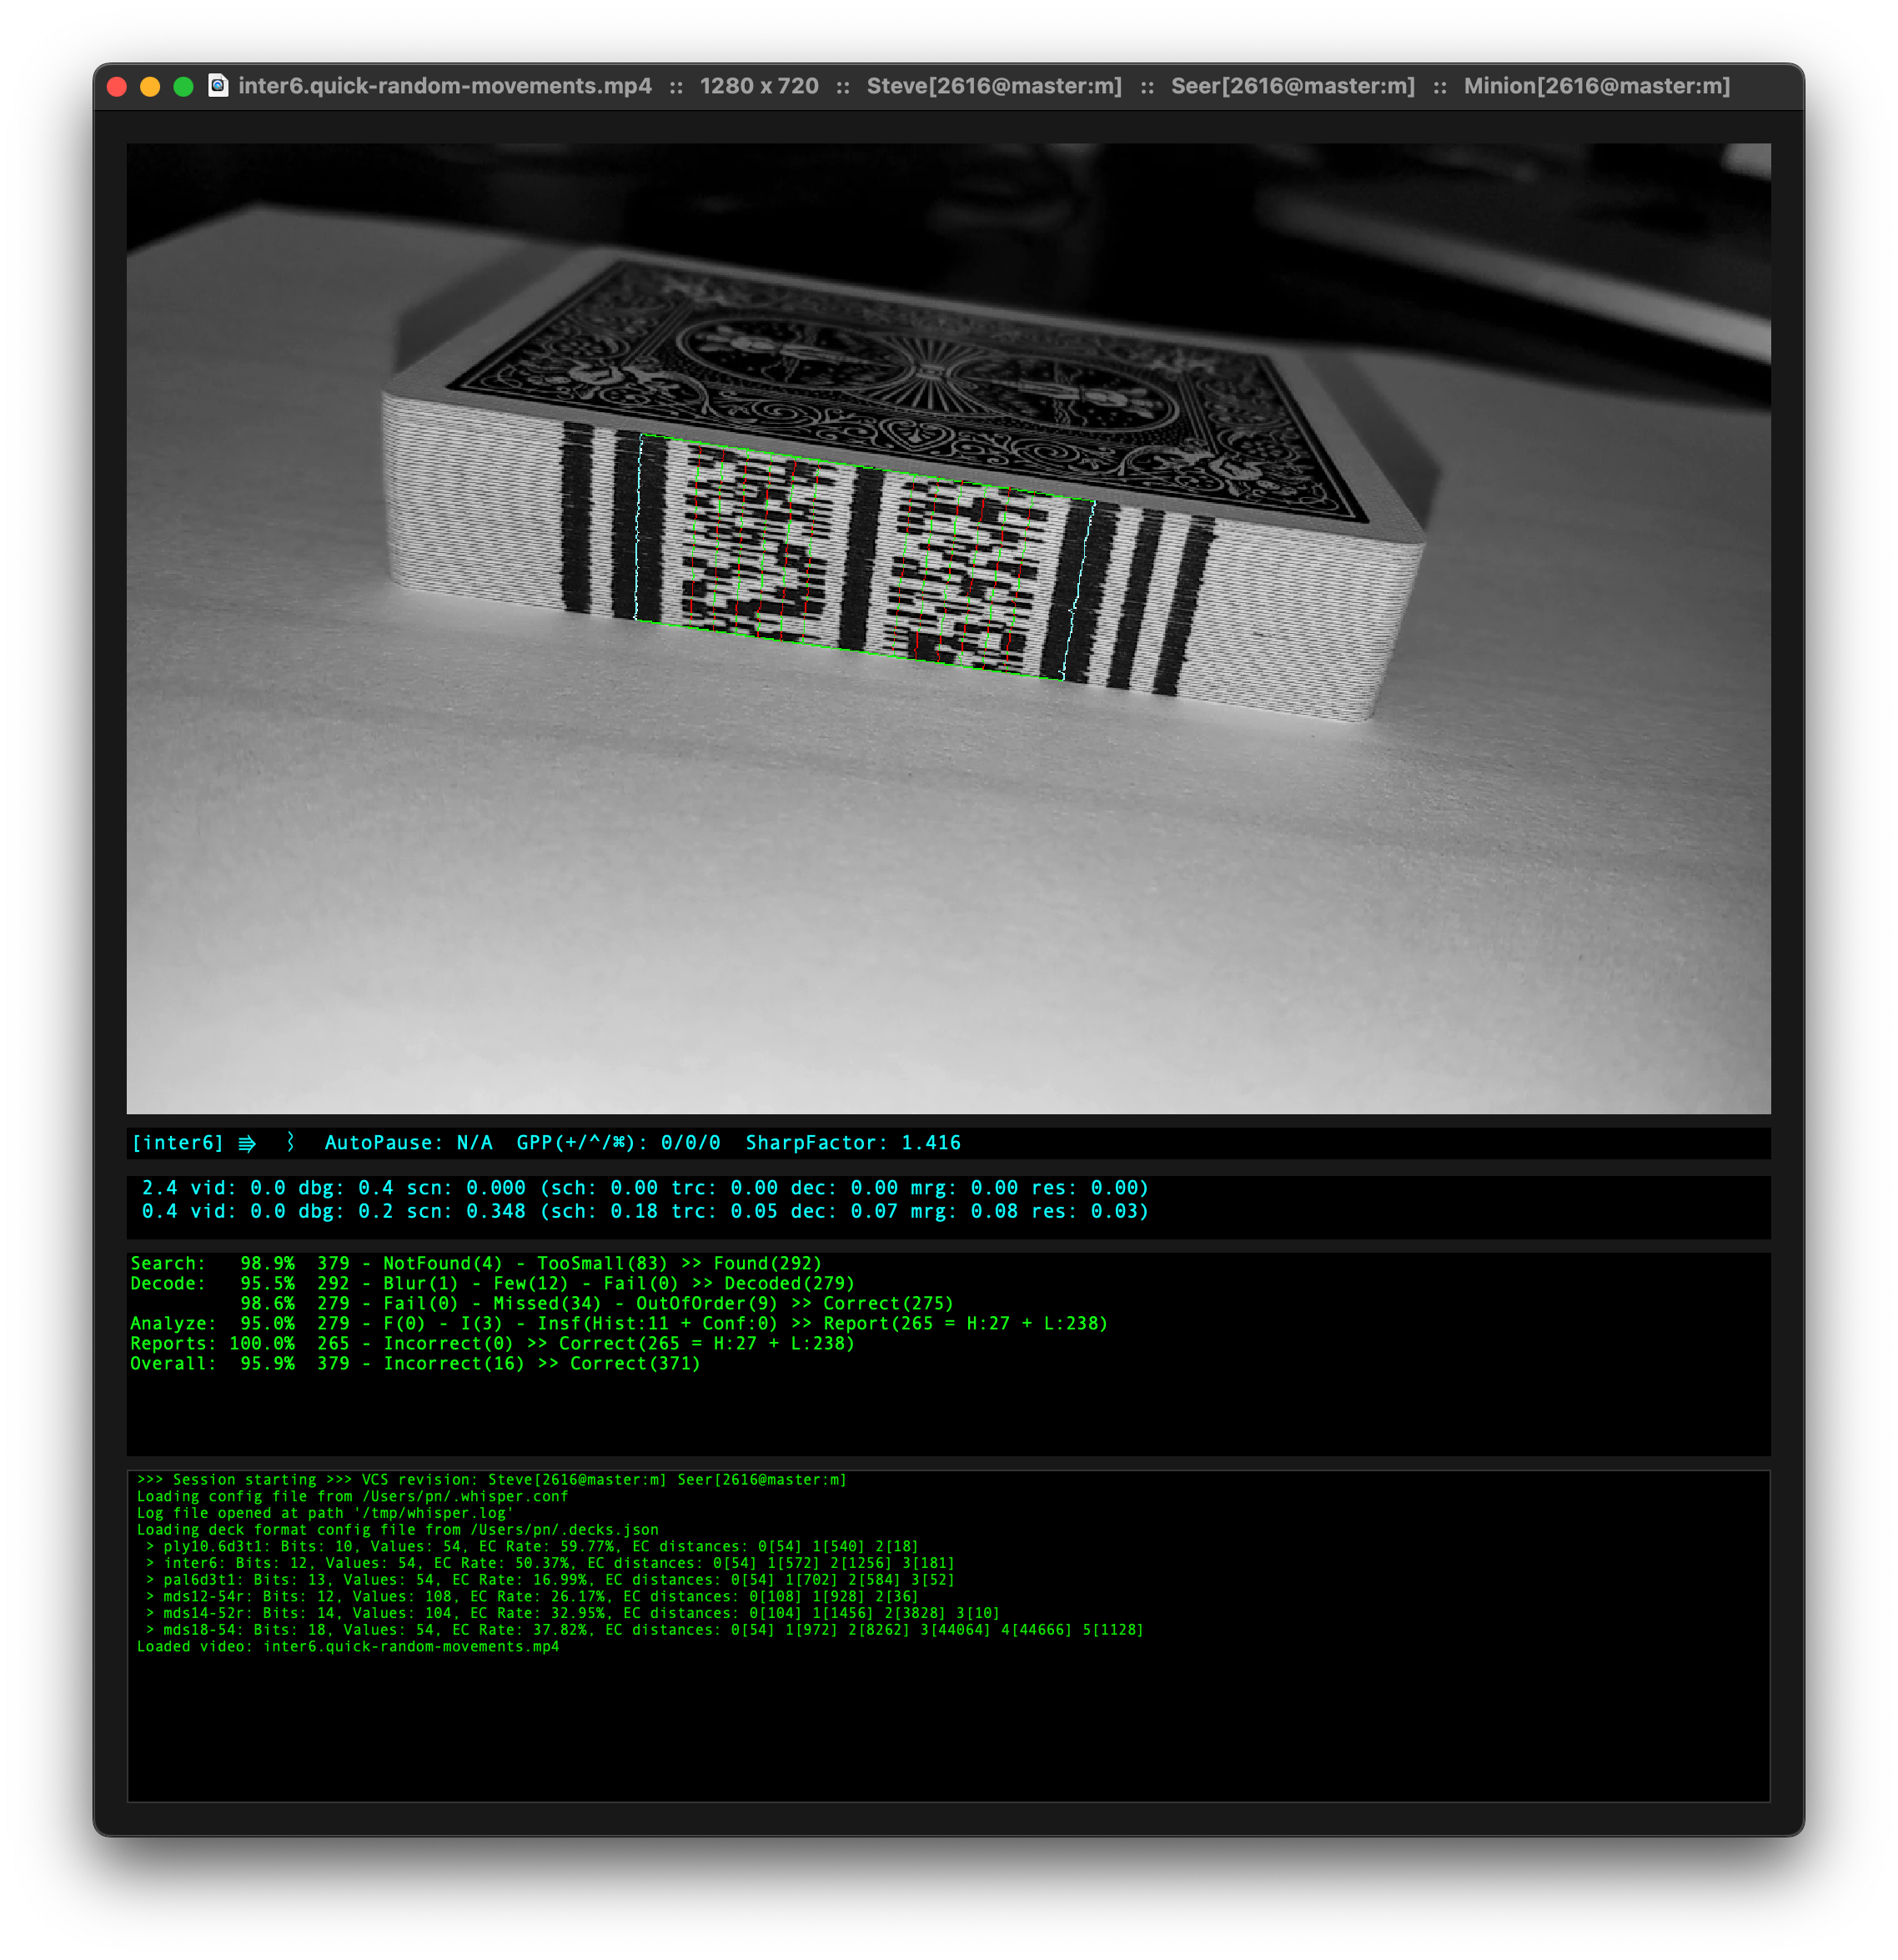 inter6.quick-random-movements.mp4 :: 1280 x 720 :: Steve[2616@master:m] :: Seer[2616@master:m] :: Minion[2616@master:m]
[inter6] ⭆ ⌇ AutoPause: N/A GPP(+/^/⌘): 0/0/0 SharpFactor: 1.416
2.4 vid: 0.0 dbg: 0.4 scn: 0.000 (sch: 0.00 trc: 0.00 dec: 0.00 mrg: 0.00 res: 0.00)
0.4 vid: 0.0 dbg: 0.2 scn: 0.348 (sch: 0.18 trc: 0.05 dec: 0.07 mrg: 0.08 res: 0.03)
Search: 98.9% 379 - NotFound(4) - TooSmall(83) >> Found(292)
Decode: 95.5% 292 - Blur(1) - Few(12) - Fail(0) >> Decoded(279)
98.6% 279 - Fail(0) - Missed(34) - OutOfOrder(9) >> Correct(275)
Analyze: 95.0% 279 - F(0) - I(3) - Insf(Hist:11 + Conf:0) >> Report(265 = H:27 + L:238)
Reports: 100.0% 265 - Incorrect(0) >> Correct(265 = H:27 + L:238)
Overall: 95.9% 379 - Incorrect(16) >> Correct(371)
>>> Session starting >>> VCS revision: Steve[2616@master:m] Seer[2616@master:m]
Loading config file from /Users/pn/.whisper.conf
Log file opened at path '/tmp/whisper.log'
Loading deck format config file from /Users/pn/.decks.json
> ply10.6d3t1: Bits: 10, Values: 54, EC Rate: 59.77%, EC distances: 0[54] 1[540] 2[18]
> inter6: Bits: 12, Values: 54, EC Rate: 50.37%, EC distances: 0[54] 1[572] 2[1256] 3[181]
> pal6d3t1: Bits: 13, Values: 54, EC Rate: 16.99%, EC distances: 0[54] 1[702] 2[584] 3[52]
> mds12-54r: Bits: 12, Values: 108, EC Rate: 26.17%, EC distances: 0[108] 1[928] 2[36]
> mds14-52r: Bits: 14, Values: 104, EC Rate: 32.95%, EC distances: 0[104] 1[1456] 2[3828] 3[10]
> mds18-54: Bits: 18, Values: 54, EC Rate: 37.82%, EC distances: 0[54] 1[972] 2[8262] 3[44064] 4[44666] 5[1128]
Loaded video: inter6.quick-random-movements.mp4